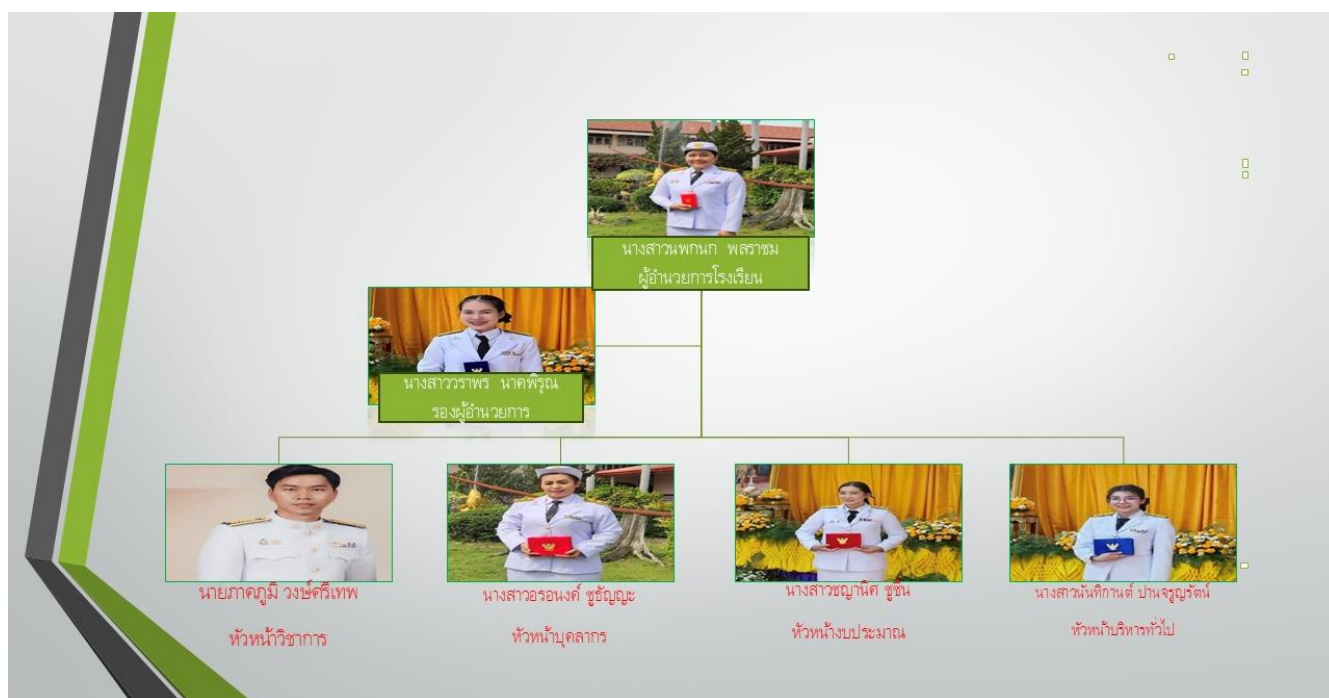 นางสาวนพกนก พลราชม
ผู้อำนวยการโรงเรียน
นางสาววราพร นาคพิรุณ
รองผู้อำนวยการ
นายภาคภูมิ วงษ์ศรีเทพ
หัวหน้าวิชาการ
นางสาวอรอนงค์ ชูธัญญะ
หัวหน้าบุคลากร
นางสาวชญานิศ ชูชื่น
หัวหน้างบประมาณ
นางสาวนันทิกานต์ ปานจรูญรัตน์
หัวหน้าบริหารทั่วไป